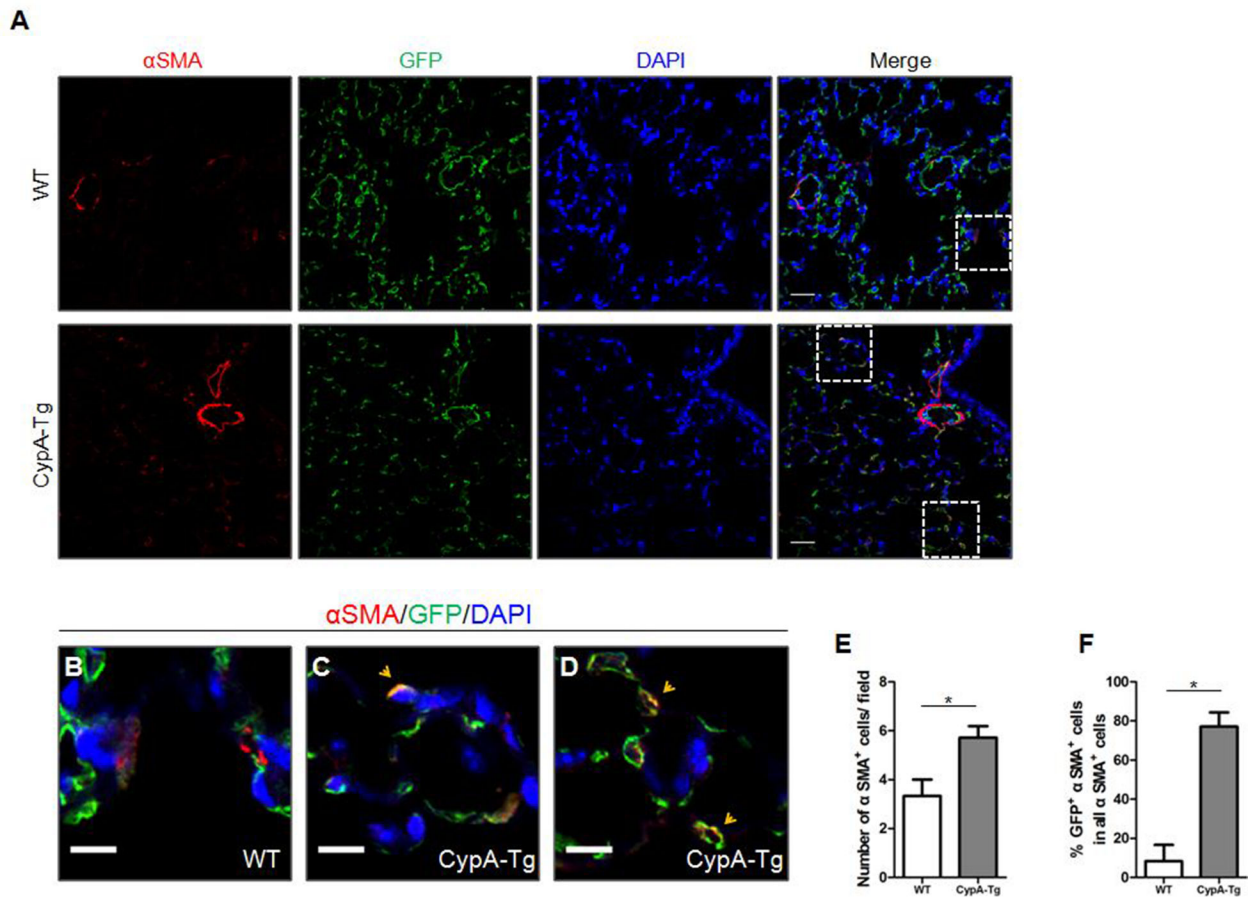 A
αSMA GFP DAPI Merge
WT
CypA-Tg
αSMA/GFP/DAPI
B
WT
C
CypA-Tg
D
CypA-Tg
E
Number of α SMA⁺ cells/ field
8
6
4
2
0
*
WT CypA-Tg
F
% GFP⁺ α SMA⁺ cells
in all α SMA⁺ cells
100
80
60
40
20
0
*
WT CypA-Tg